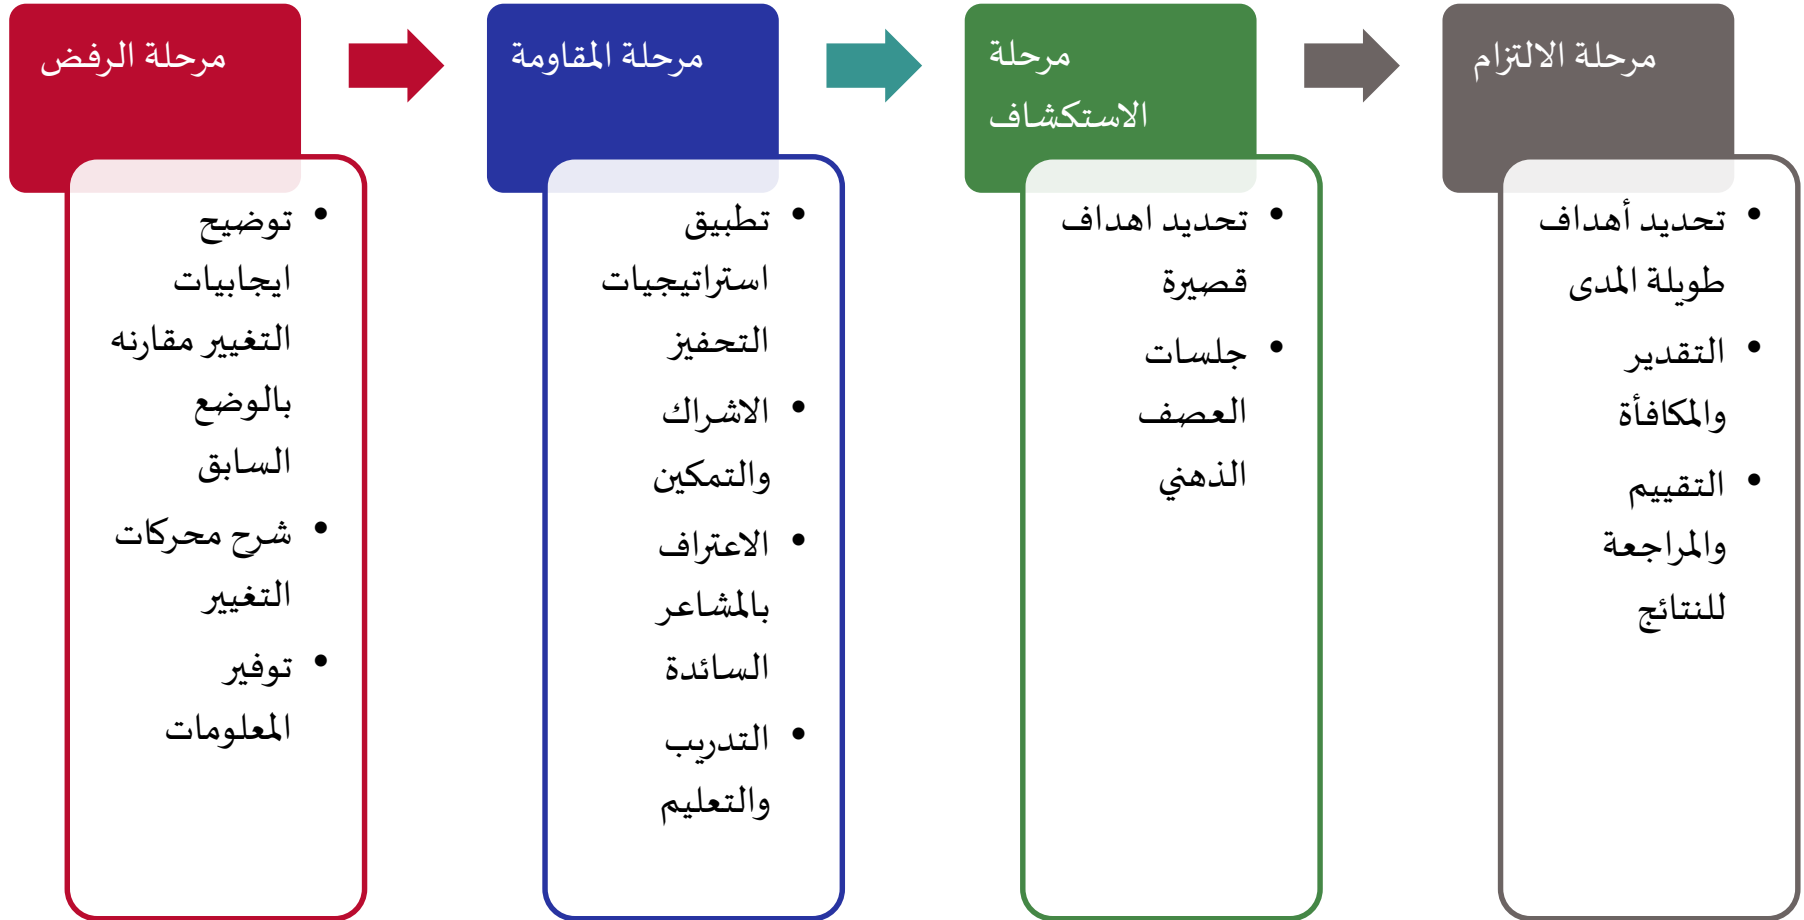 مرحلة الرفض
• توضيح
ايجابيات
التغيير مقارنه
بالوضع
السابق
• شرح محركات
التغيير
• توفير
المعلومات
مرحلة المقاومة
• تطبيق
استراتيجيات
التحفيز
• الاشراك
والتمكين
• الاعتراف
بالمشاعر
السائدة
• التدريب
والتعليم
مرحلة
الاستكشاف
• تحديد اهداف
قصيرة
• جلسات
العصف
الذهني
مرحلة الالتزام
• تحديد أهداف
طويلة المدى
• التقدير
والمكافأة
• التقييم
والمراجعة
للنتائج